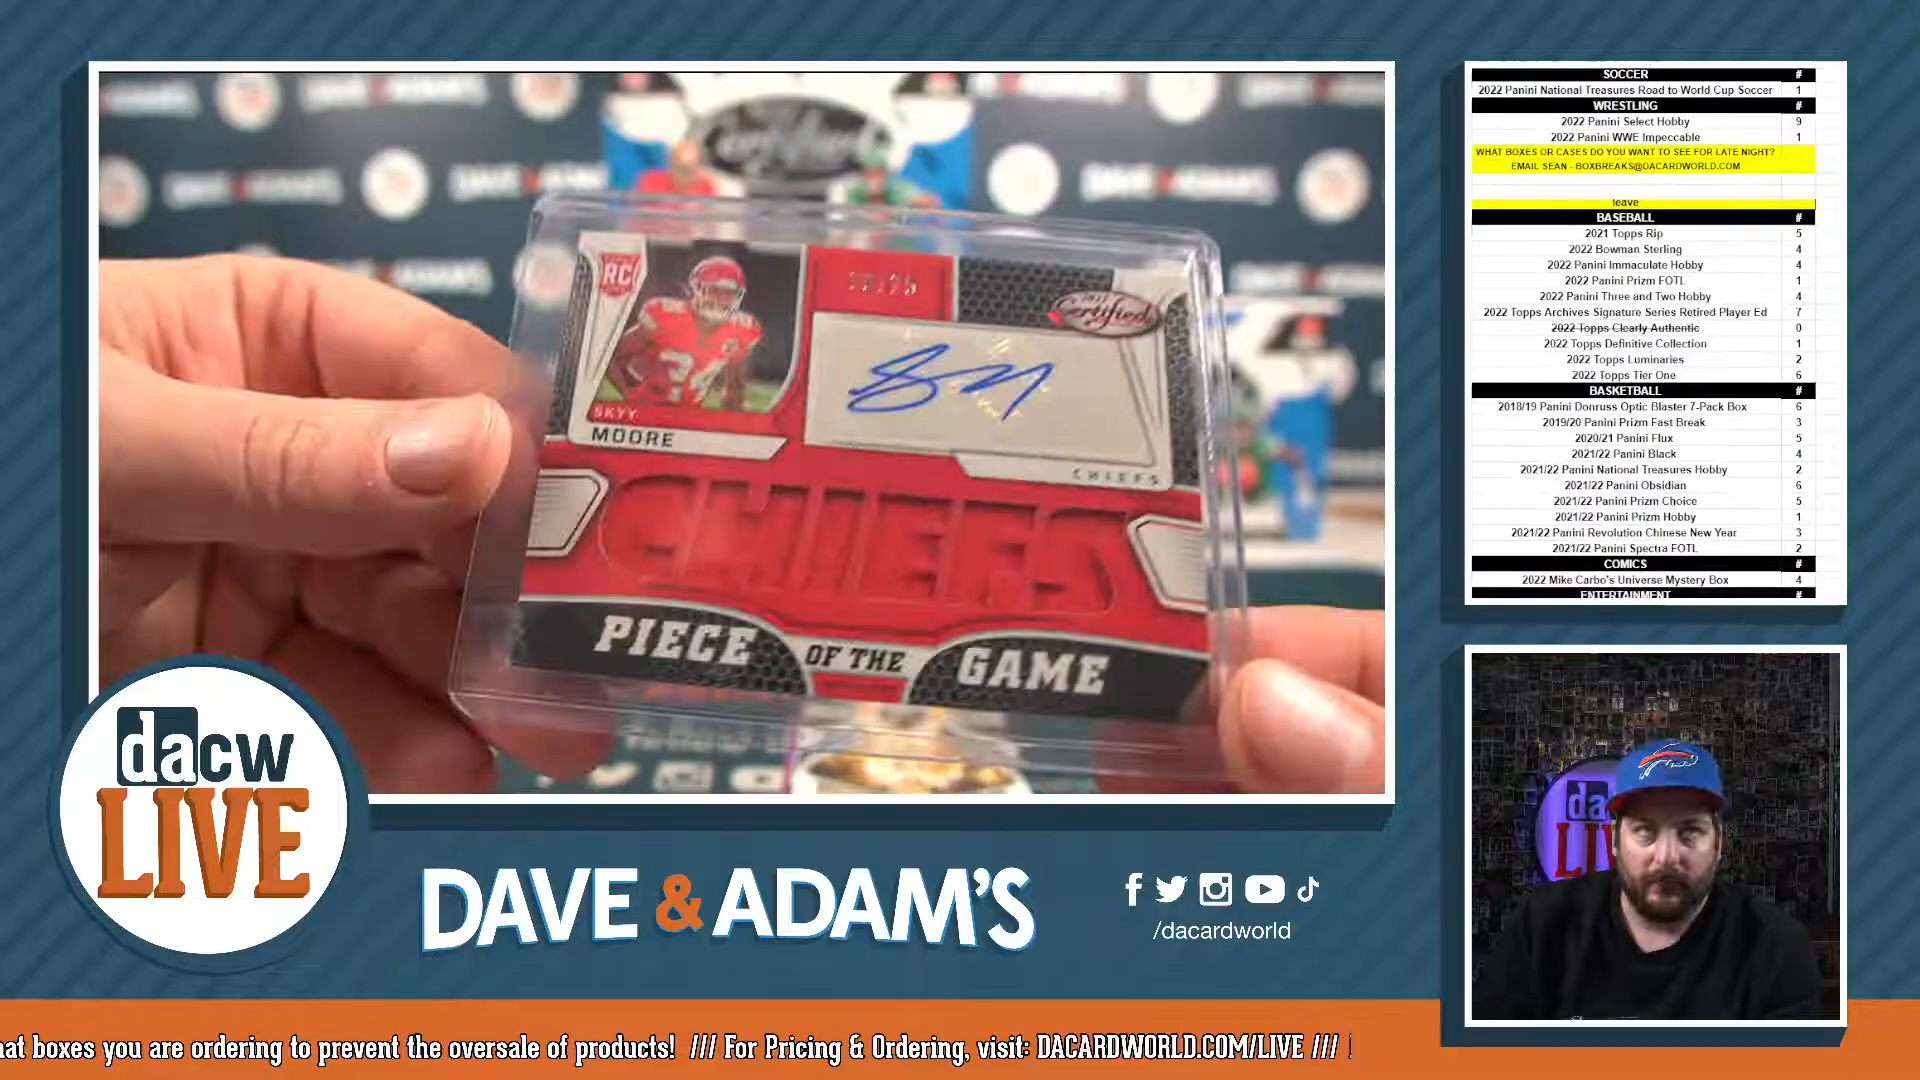 RC
SKYY
MOORE
Certified
CHIEFS
CHIEFS
PIECE OF THE GAME
dacw
LIVE
DAVE & ADAM'S
/dacardworld
SOCCER #
2022 Panini National Treasures Road to World Cup Soccer 1
WRESTLING #
2022 Panini Select Hobby 9
2022 Panini WWE Impeccable 1
WHAT BOXES OR CASES DO YOU WANT TO SEE FOR LATE NIGHT?
EMAIL SEAN - BOXBREAKS@DACARDWORLD.COM
leave
BASEBALL #
2021 Topps Rip 5
2022 Bowman Sterling 4
2022 Panini Immaculate Hobby 4
2022 Panini Prizm FOTL 1
2022 Panini Three and Two Hobby 4
2022 Topps Archives Signature Series Retired Player Ed 7
2022 Topps Clearly Authentic 0
2022 Topps Definitive Collection 1
2022 Topps Luminaries 2
2022 Topps Tier One 6
BASKETBALL #
2018/19 Panini Donruss Optic Blaster 7-Pack Box 6
2019/20 Panini Prizm Fast Break 3
2020/21 Panini Flux 5
2021/22 Panini Black 4
2021/22 Panini National Treasures Hobby 2
2021/22 Panini Obsidian 6
2021/22 Panini Prizm Choice 5
2021/22 Panini Prizm Hobby 1
2021/22 Panini Revolution Chinese New Year 3
2021/22 Panini Spectra FOTL 2
COMICS #
2022 Mike Carbo's Universe Mystery Box 4
ENTERTAINMENT #
da
LIV
at boxes you are ordering to prevent the oversale of products! /// For Pricing & Ordering, visit: DACARDWORLD.COM/LIVE ///